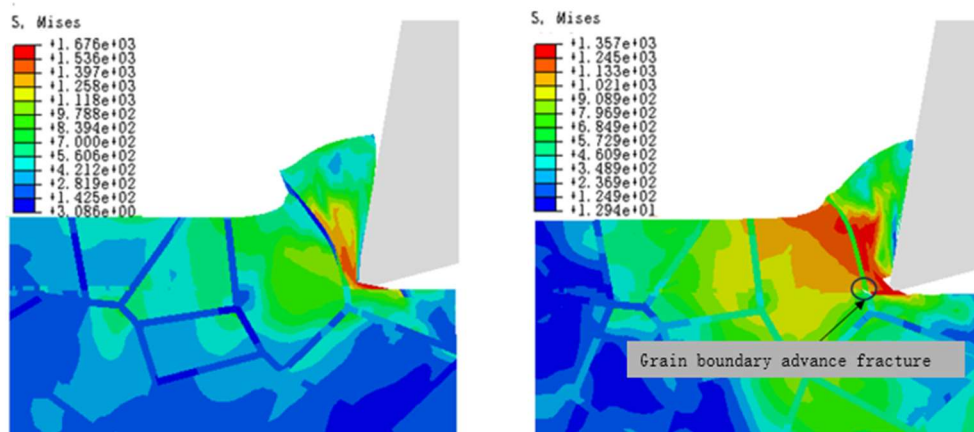 S, Mises
+1.676e+03
+1.536e+03
+1.397e+03
+1.258e+03
+1.118e+03
+9.788e+02
+8.394e+02
+7.000e+02
+5.606e+02
+4.212e+02
+2.819e+02
+1.425e+02
+3.086e+00
S, Mises
+1.357e+03
+1.245e+03
+1.133e+03
+1.021e+03
+9.089e+02
+7.969e+02
+6.849e+02
+5.729e+02
+4.609e+02
+3.489e+02
+2.369e+02
+1.249e+02
+1.294e+01
Grain boundary advance fracture